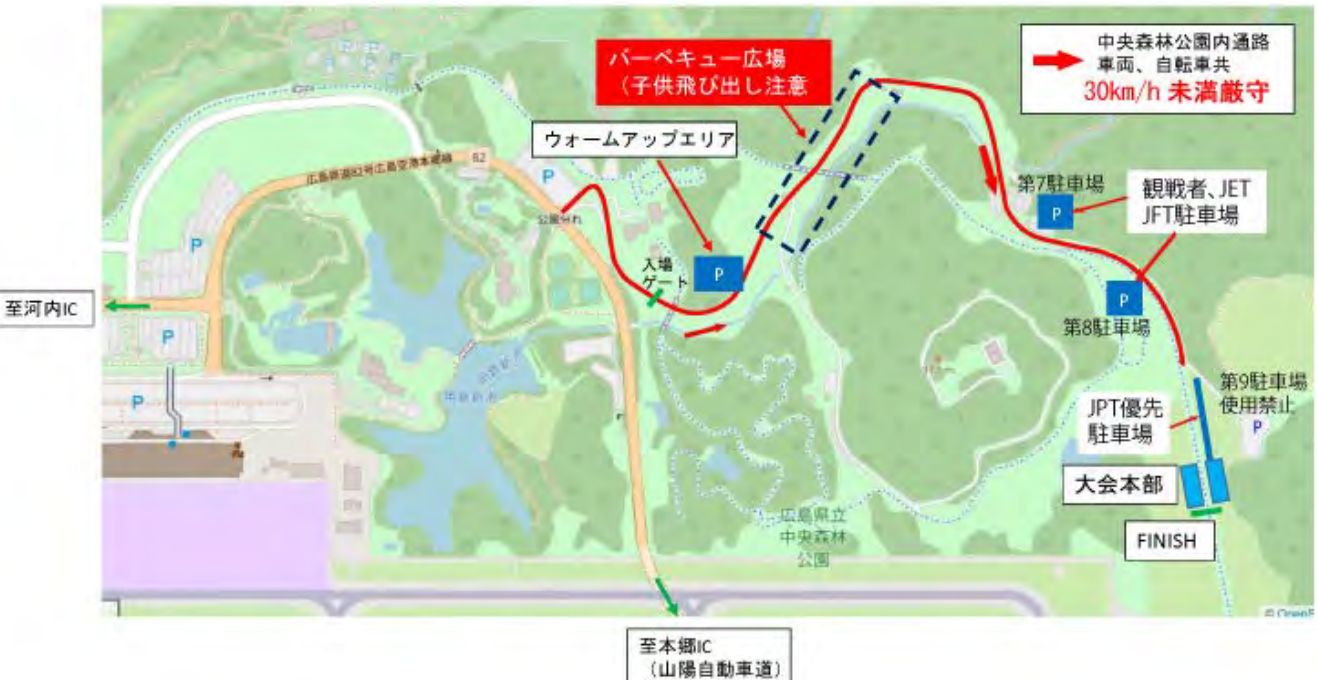 バーベキュー広場
（子供飛び出し注意
中央森林公園内通路
車両、自転車共
30km/h 未満厳守
ウォームアップエリア
広島県道82号広島空港本郷線
82
P
P
公園分れ
入場
ゲート
P
第7駐車場
P
観戦者、JET
JFT駐車場
P
第8駐車場
至河内IC
P
P
JPT優先
駐車場
第9駐車場
使用禁止
P
大会本部
FINISH
広島県立
中央森林
公園
至本郷IC
（山陽自動車道）